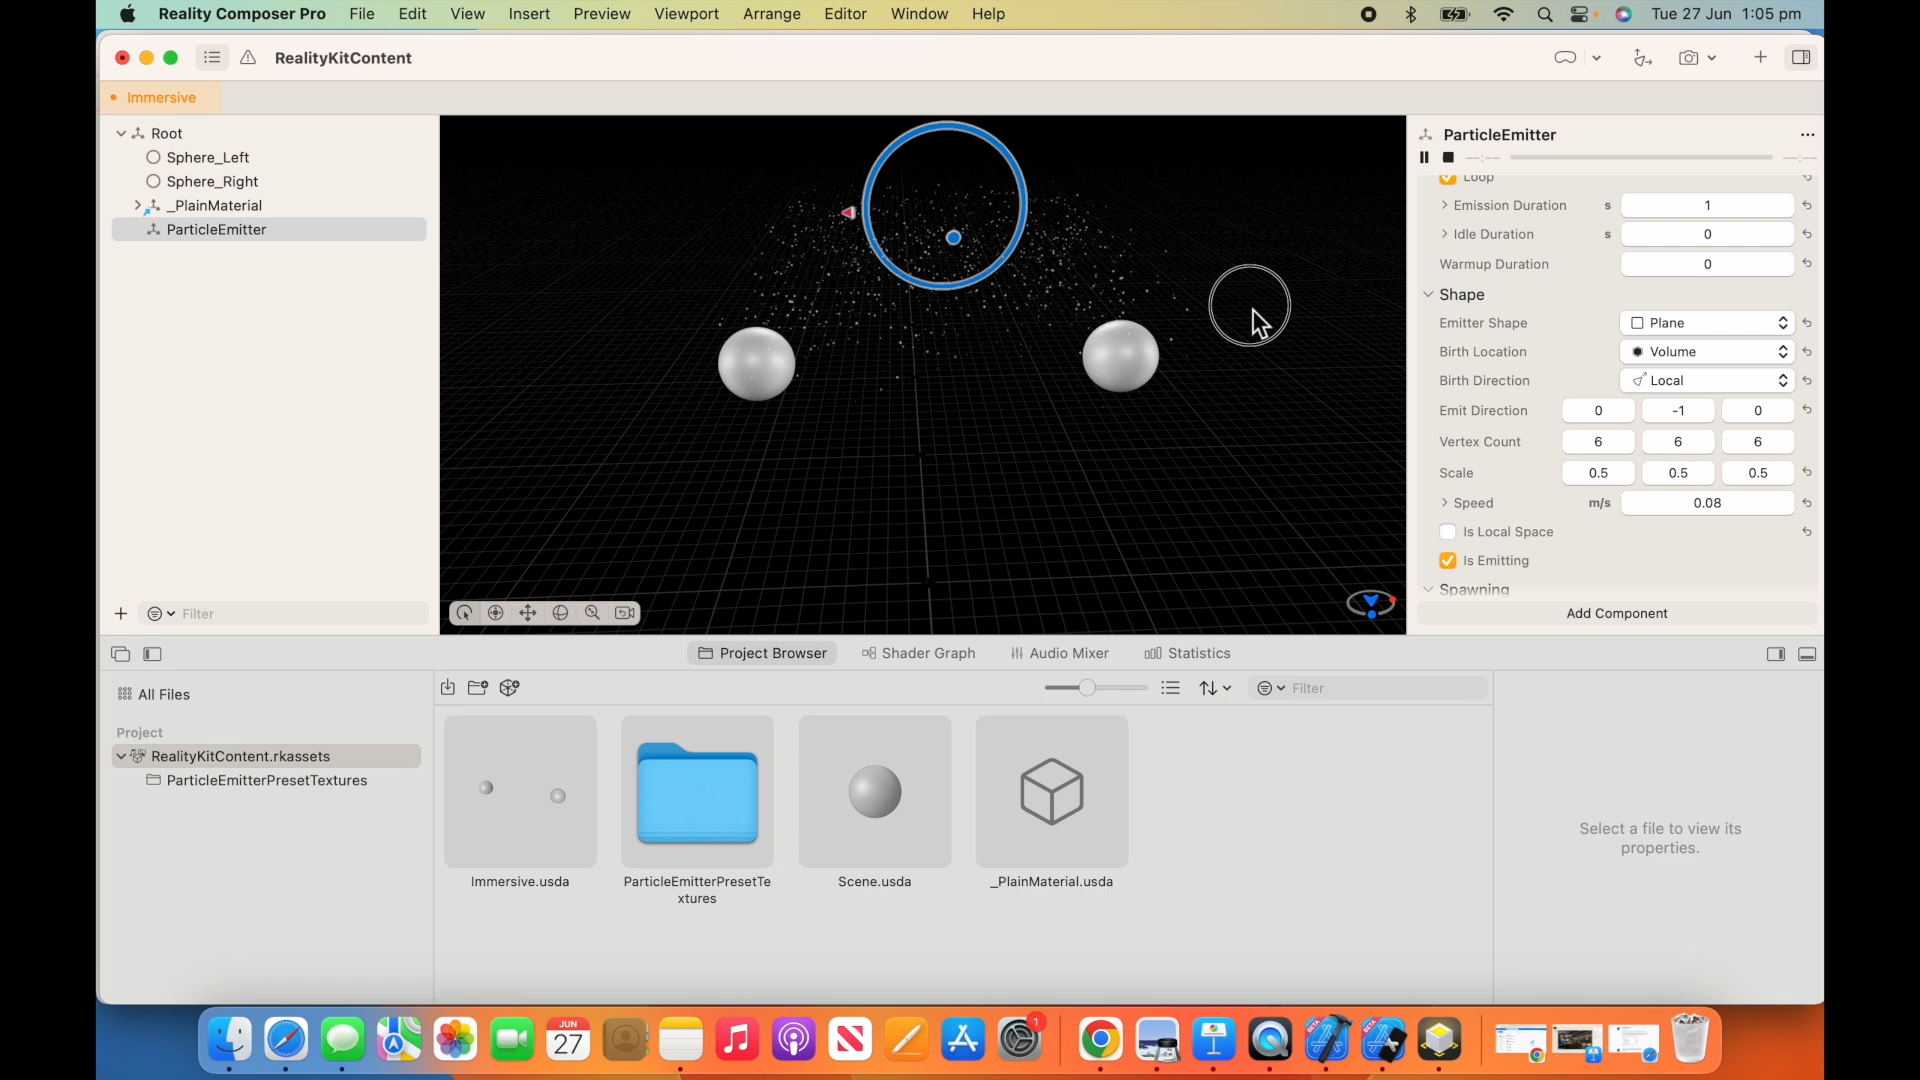 Reality Composer Pro File Edit View Insert Preview Viewport Arrange Editor Window Help Tue 27 Jun 1:05 pm
RealityKitContent
Immersive
Root
Sphere_Left
Sphere_Right
_PlainMaterial
ParticleEmitter
Filter
ParticleEmitter
--:-- --:--
Loop
Emission Duration s 1
Idle Duration s 0
Warmup Duration 0
Shape
Emitter Shape Plane
Birth Location Volume
Birth Direction Local
Emit Direction 0 -1 0
Vertex Count 6 6 6
Scale 0.5 0.5 0.5
Speed m/s 0.08
Is Local Space
Is Emitting
Spawning
Add Component
Project Browser Shader Graph Audio Mixer Statistics
All Files
Project
RealityKitContent.rkassets
ParticleEmitterPresetTextures
Filter
Immersive.usda
ParticleEmitterPresetTe
xtures
Scene.usda
_PlainMaterial.usda
Select a file to view its
properties.
JUN
27
1
BETA
BETA